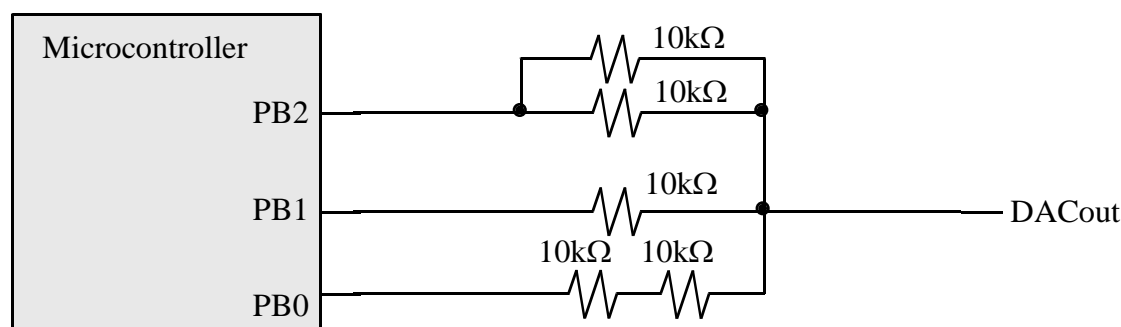 Microcontroller
10kΩ
10kΩ
PB2
10kΩ
PB1
DACout
10kΩ 10kΩ
PB0